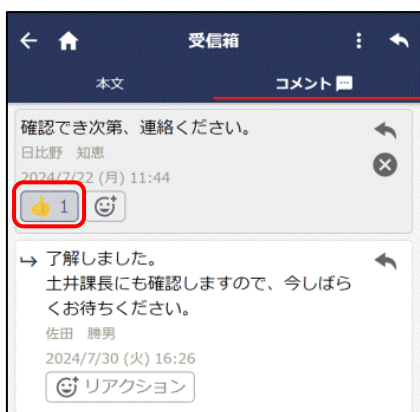 受信箱
本文
コメント
確認でき次第、連絡ください。
日比野 知恵
2024/7/22 (月) 11:44
1
了解しました。
土井課長にも確認しますので、今しばら
くお待ちください。
佐田 勝男
2024/7/30 (火) 16:26
リアクション